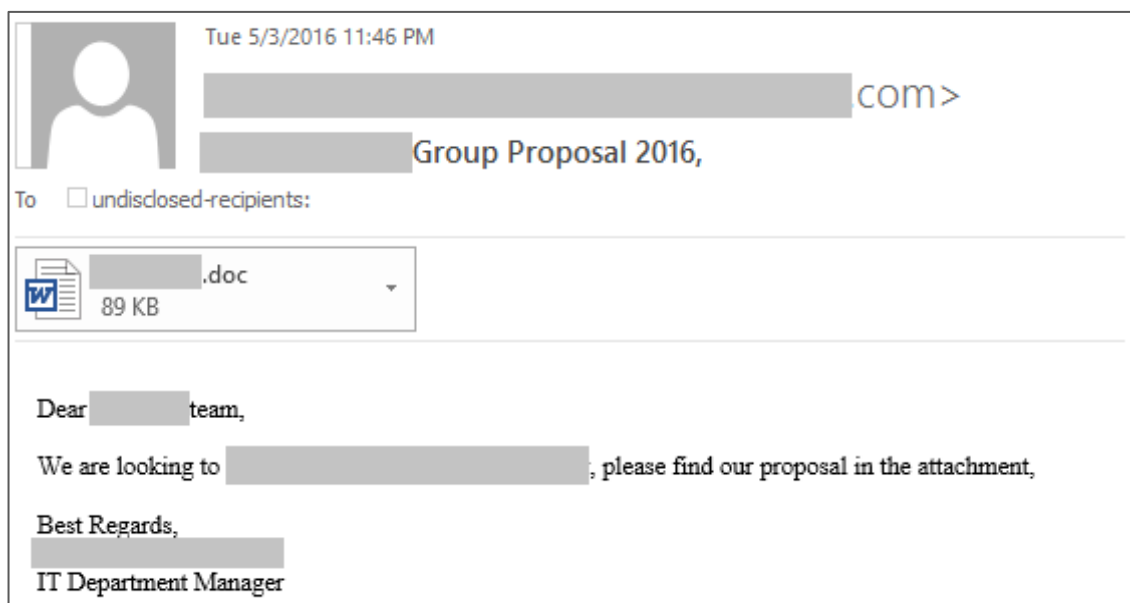 Tue 5/3/2016 11:46 PM
.com>
Group Proposal 2016,
To undisclosed-recipients:
.doc
89 KB
Dear team,
We are looking to , please find our proposal in the attachment,
Best Regards,
IT Department Manager